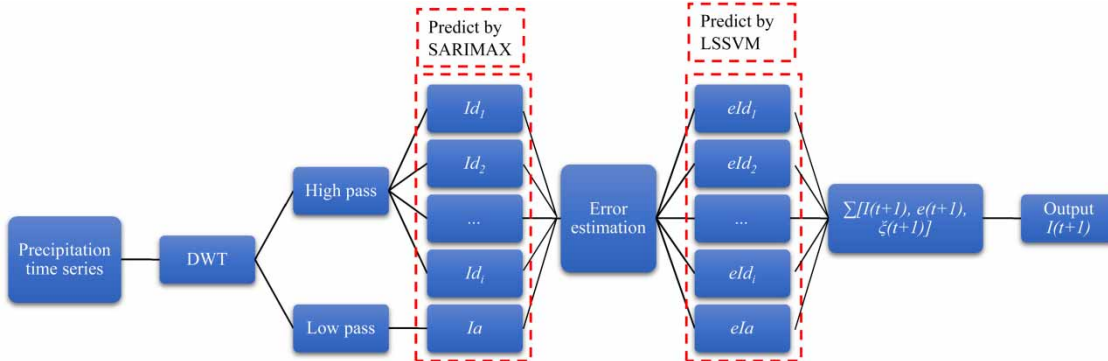 Predict by
SARIMAX
Predict by
LSSVM
Precipitation
time series
DWT
High pass
Low pass
Id₁
Id₂
...
Idᵢ
Ia
Error
estimation
eId₁
eId₂
...
eIdᵢ
eIa
∑[I(t+1), e(t+1),
ξ(t+1)]
Output
I(t+1)